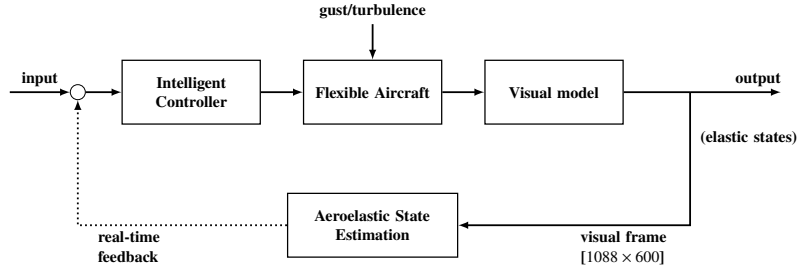 gust/turbulence
input
Intelligent
Controller
Flexible Aircraft
Visual model
output
(elastic states)
Aeroelastic State
Estimation
real-time
feedback
visual frame
[1088 × 600]